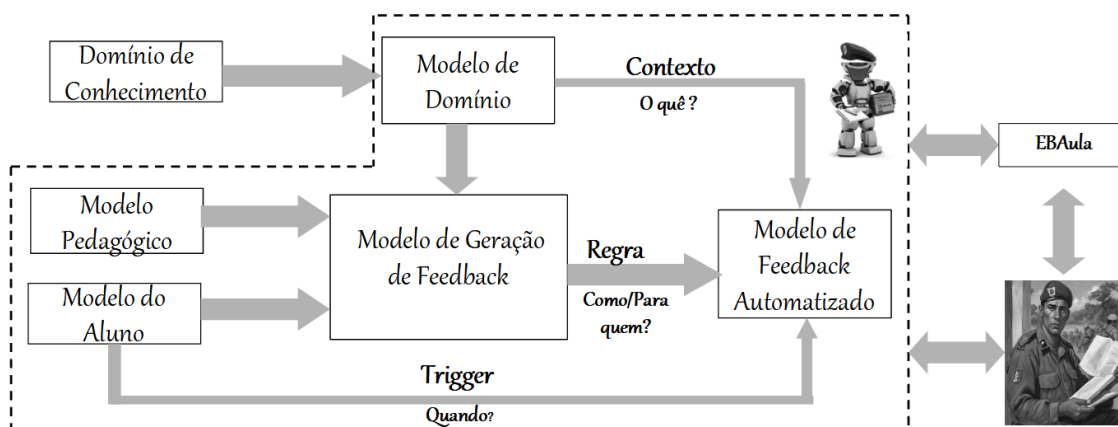 Domínio de
Conhecimento
Modelo de
Domínio
Contexto
O quê ?
EBAula
Modelo
Pedagógico
Modelo de Geração
de Feedback
Regra
Como/Para
quem?
Modelo de
Feedback
Automatizado
Modelo do
Aluno
Trigger
Quando?